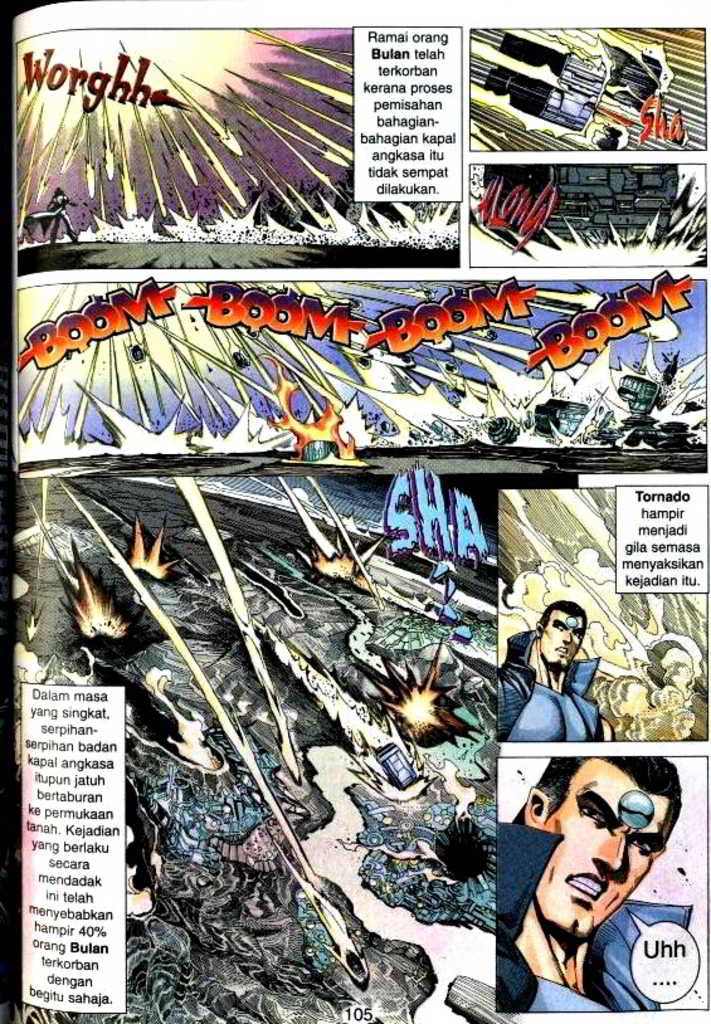 Worghh
Ramai orang
Bulan telah
terkorban
kerana proses
pemisahan
bahagian-
bahagian kapal
angkasa itu
tidak sempat
dilakukan.
Sha
BOOM BOOM BOOM BOOM
SHA
Tornado
hampir
menjadi
gila semasa
menyaksikan
kejadian itu.
Dalam masa
yang singkat,
serpihan-
serpihan badan
kapal angkasa
itupun jatuh
bertaburan
ke permukaan
tanah. Kejadian
yang berlaku
secara
mendadak
ini telah
menyebabkan
hampir 40%
orang Bulan
terkorban
dengan
begitu sahaja.
Uhh
....
105